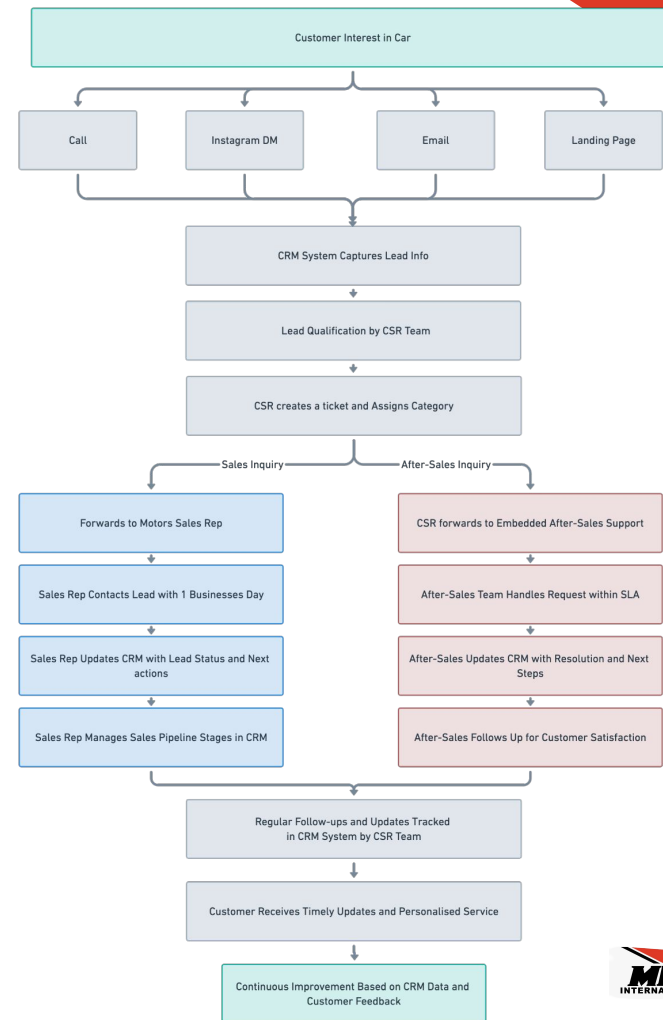 Customer Interest in Car
Call
Instagram DM
Email
Landing Page
CRM System Captures Lead Info
Lead Qualification by CSR Team
CSR creates a ticket and Assigns Category
Sales Inquiry
After-Sales Inquiry
Forwards to Motors Sales Rep
CSR forwards to Embedded After-Sales Support
Sales Rep Contacts Lead with 1 Businesses Day
After-Sales Team Handles Request within SLA
Sales Rep Updates CRM with Lead Status and Next
actions
After-Sales Updates CRM with Resolution and Next
Steps
Sales Rep Manages Sales Pipeline Stages in CRM
After-Sales Follows Up for Customer Satisfaction
Regular Follow-ups and Updates Tracked
in CRM System by CSR Team
Customer Receives Timely Updates and Personalised Service
Continuous Improvement Based on CRM Data and
Customer Feedback